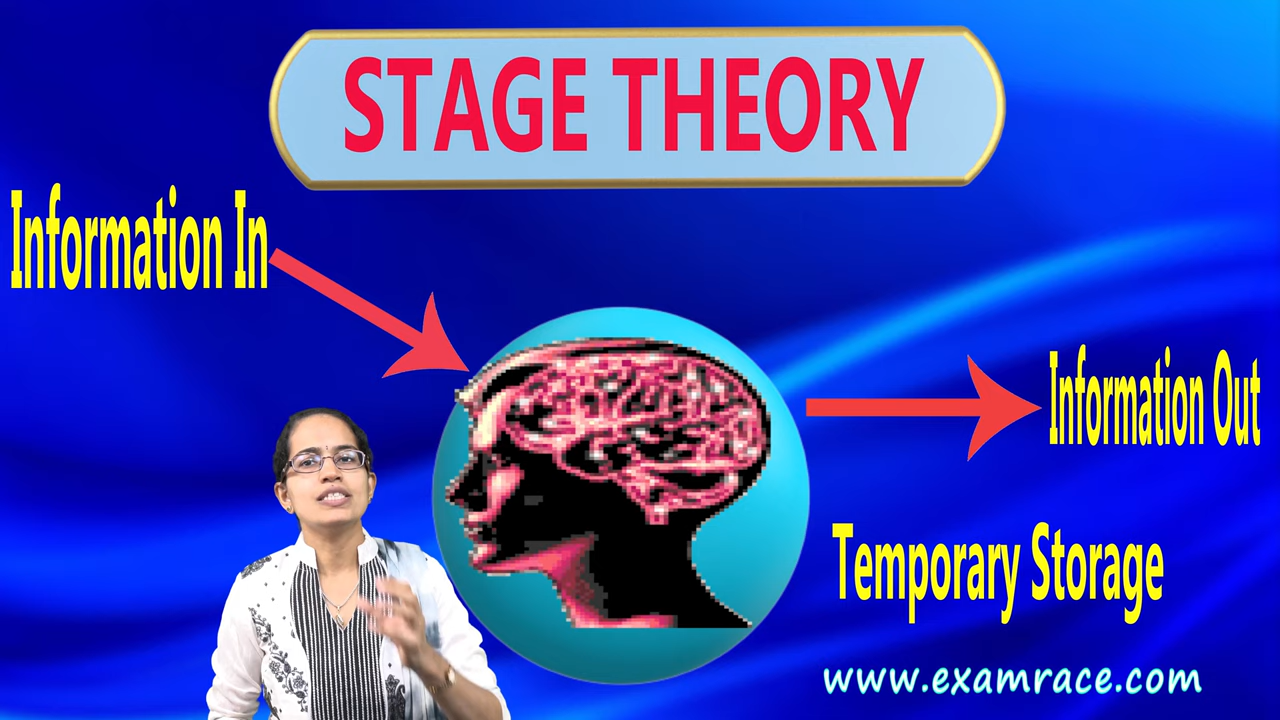 STAGE THEORY
Information In
Information Out
Temporary Storage
www.examrace.com